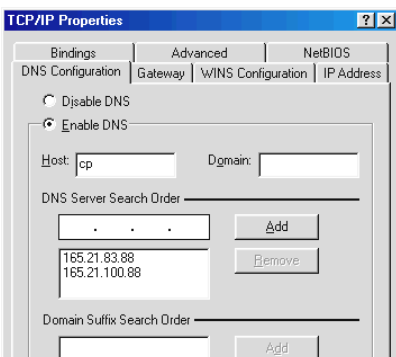 TCP/IP Properties ? ×
Bindings Advanced NetBIOS
DNS Configuration Gateway WINS Configuration IP Address
Disable DNS
Enable DNS
Host: cp Domain:
DNS Server Search Order
. . . Add
165.21.83.88 Remove
165.21.100.88
Domain Suffix Search Order
Add